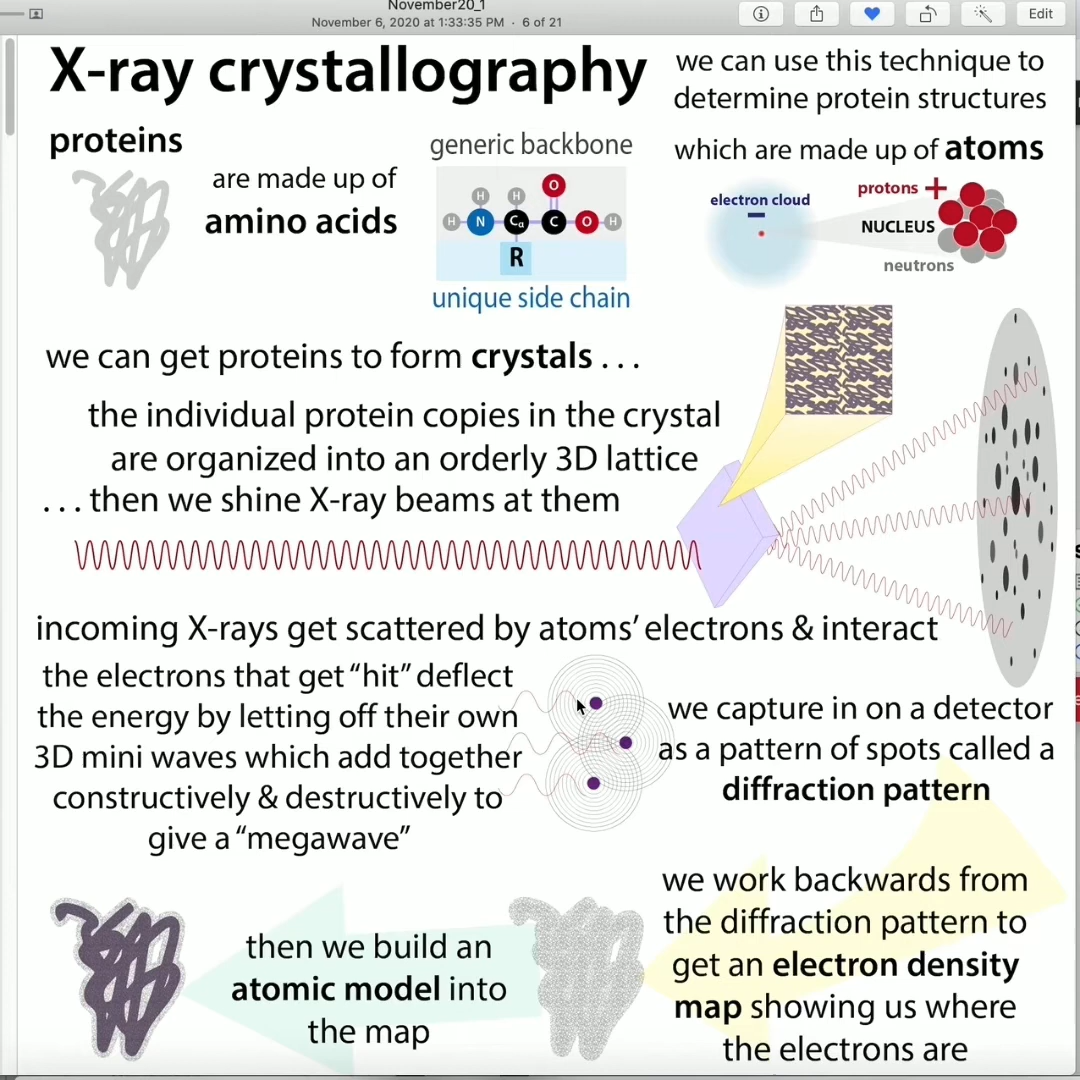 November20_1
November 6, 2020 at 1:33:35 PM · 6 of 21
Edit
X-ray crystallography
we can use this technique to
determine protein structures
proteins
are made up of
amino acids
generic backbone
H H O
H N Cα C O H
R
unique side chain
which are made up of atoms
electron cloud
protons +
NUCLEUS
neutrons
we can get proteins to form crystals . . .
the individual protein copies in the crystal
are organized into an orderly 3D lattice
. . . then we shine X-ray beams at them
incoming X-rays get scattered by atoms’ electrons & interact
the electrons that get “hit” deflect
the energy by letting off their own
3D mini waves which add together
constructively & destructively to
give a “megawave”
we capture in on a detector
as a pattern of spots called a
diffraction pattern
we work backwards from
the diffraction pattern to
get an electron density
map showing us where
the electrons are
then we build an
atomic model into
the map